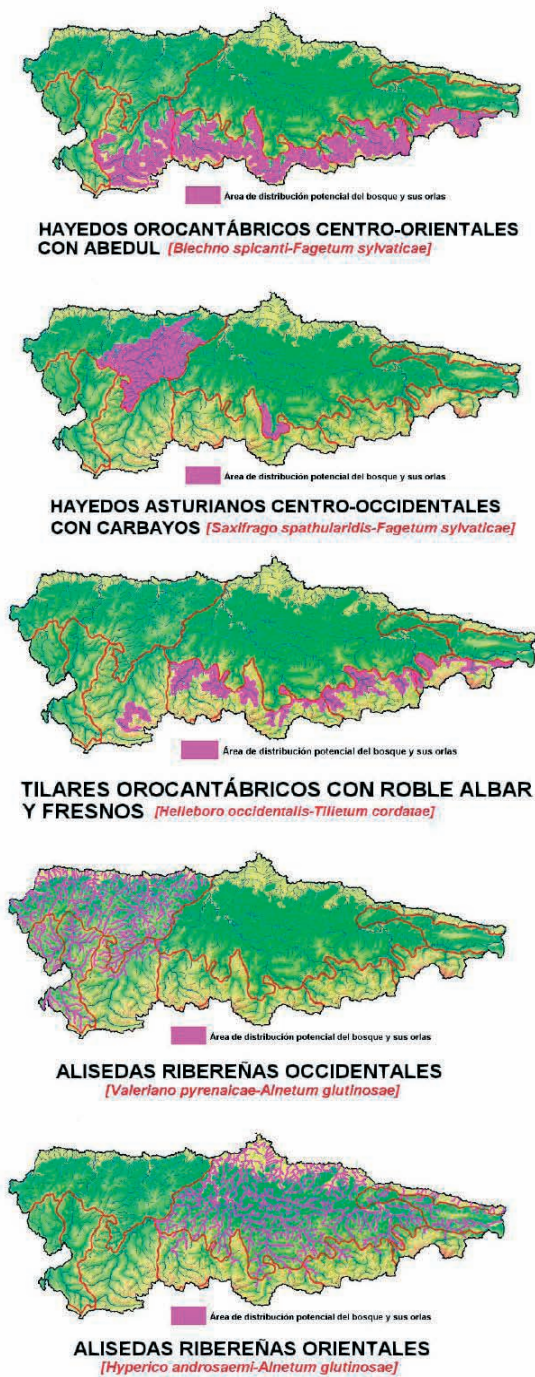 Área de distribución potencial del bosque y sus orlas
HAYEDOS OROCANTÁBRICOS CENTRO-ORIENTALES
CON ABEDUL [Blechno spicanti-Fagetum sylvaticae]
Área de distribución potencial del bosque y sus orlas
HAYEDOS ASTURIANOS CENTRO-OCCIDENTALES
CON CARBAYOS [Saxifrago spathularidis-Fagetum sylvaticae]
Área de distribución potencial del bosque y sus orlas
TILARES OROCANTÁBRICOS CON ROBLE ALBAR
Y FRESNOS [Helleboro occidentalis-Tilietum cordatae]
Área de distribución potencial del bosque y sus orlas
ALISEDAS RIBEREÑAS OCCIDENTALES
[Valeriano pyrenaicae-Alnetum glutinosae]
Área de distribución potencial del bosque y sus orlas
ALISEDAS RIBEREÑAS ORIENTALES
[Hyperico androsaemi-Alnetum glutinosae]